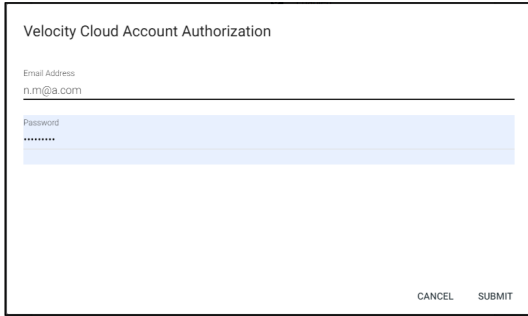 Velocity Cloud Account Authorization
Email Address
n.m@a.com
Password
•••••••••
CANCEL SUBMIT